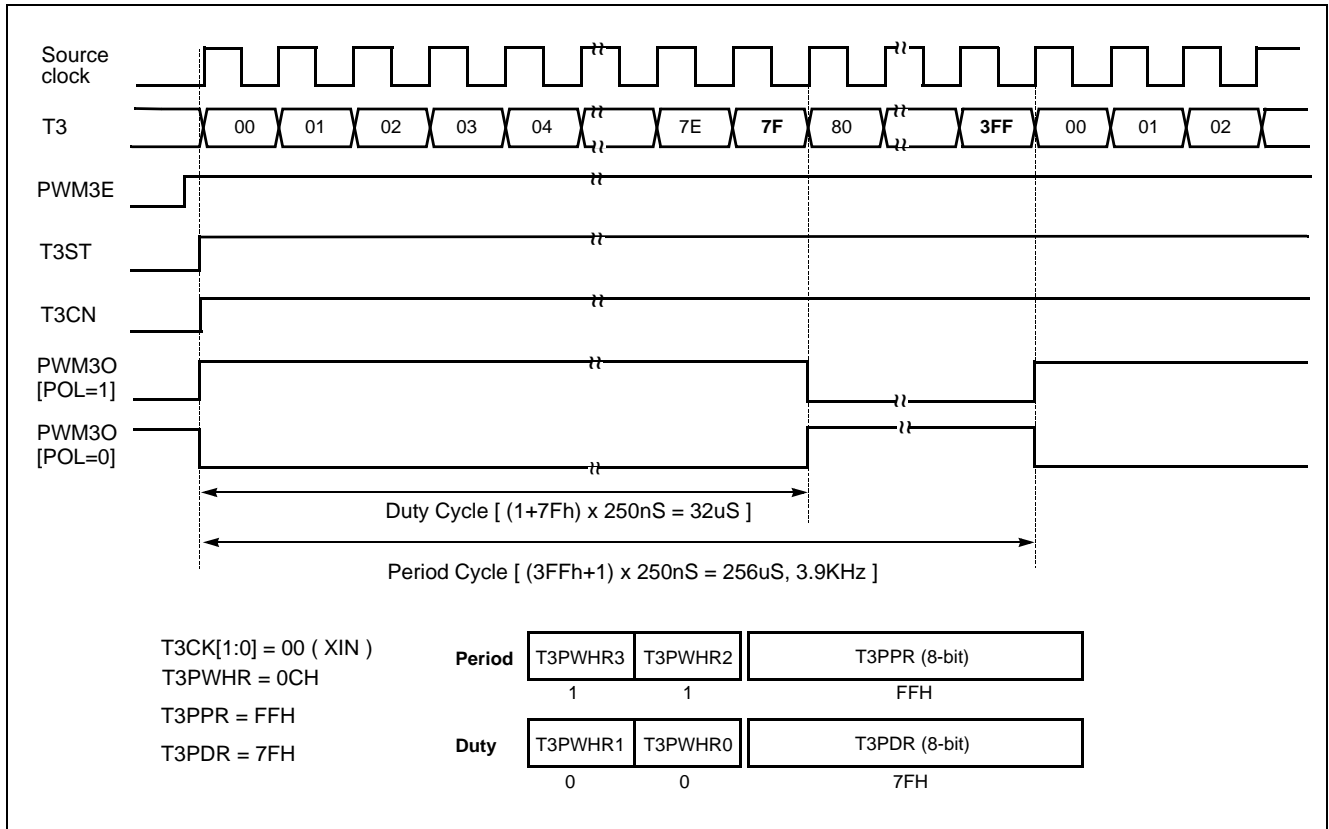 Source
clock
T3
00 01 02 03 04 7E 7F 80 3FF 00 01 02
PWM3E
T3ST
T3CN
PWM3O
[POL=1]
PWM3O
[POL=0]
Duty Cycle [ (1+7Fh) x 250nS = 32uS ]
Period Cycle [ (3FFh+1) x 250nS = 256uS, 3.9KHz ]
T3CK[1:0] = 00 ( XIN )
T3PWHR = 0CH
T3PPR = FFH
T3PDR = 7FH
Period T3PWHR3 T3PWHR2 T3PPR (8-bit)
1 1 FFH
Duty T3PWHR1 T3PWHR0 T3PDR (8-bit)
0 0 7FH